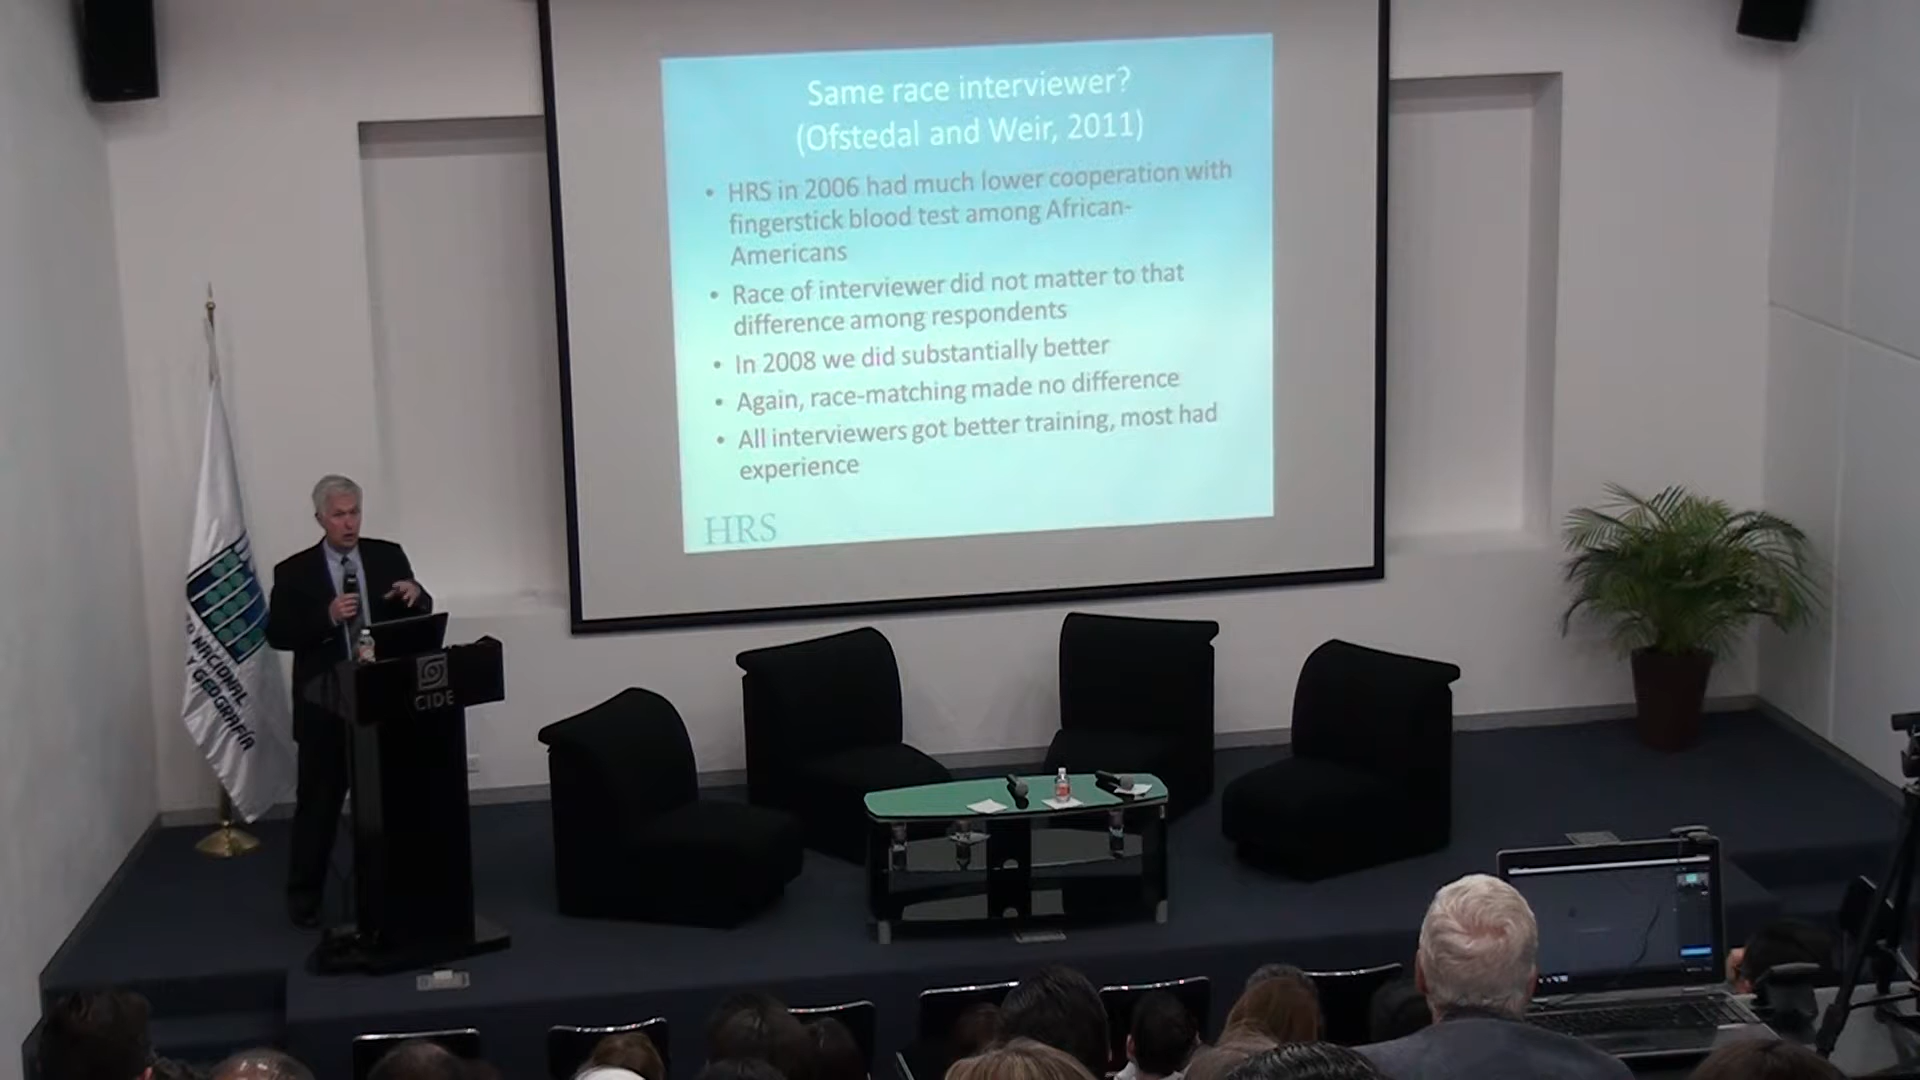 Same race interviewer?
(Ofstedal and Weir, 2011)
• HRS in 2006 had much lower cooperation with
fingerstick blood test among African-
Americans
• Race of interviewer did not matter to that
difference among respondents
• In 2008 we did substantially better
• Again, race-matching made no difference
• All interviewers got better training, most had
experience
HRS
NACIONAL
Y GEOGRAFÍA
CIDE